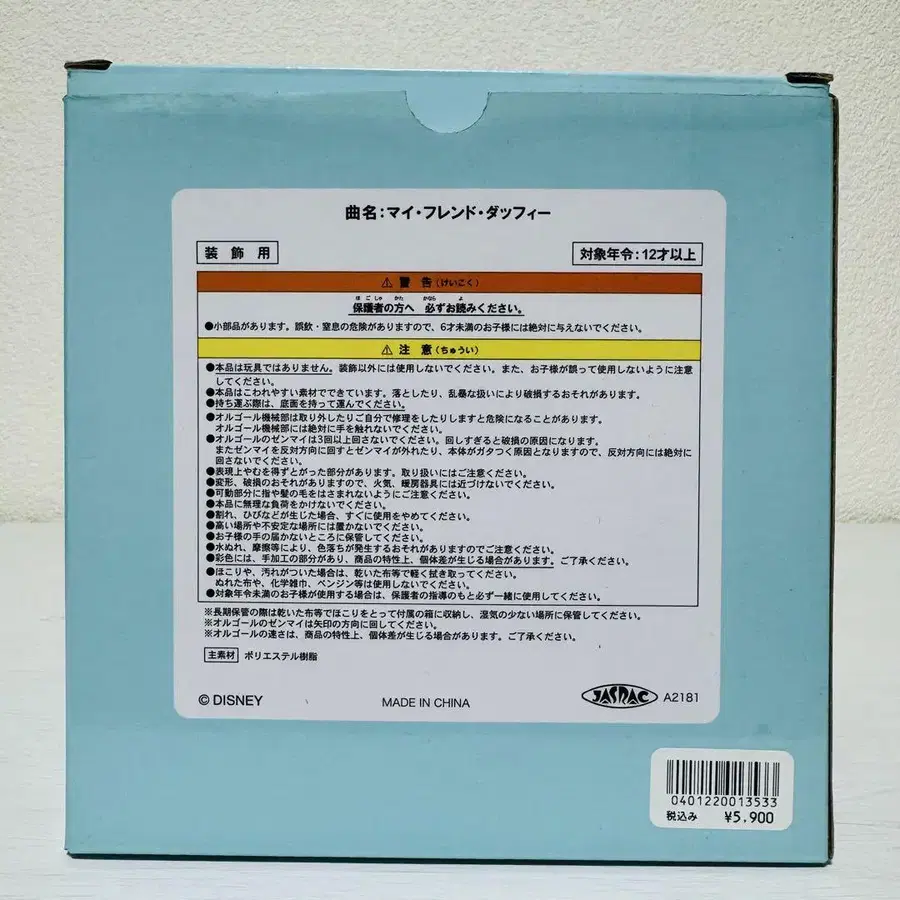 曲名：マイ・フレンド・ダッフィー
装飾用
対象年令：12才以上
⚠警告(けいこく)
ほごしゃ かた かなら よ
保護者の方へ 必ずお読みください。
●小部品があります。誤飲・窒息の危険がありますので、6才未満のお子様には絶対に与えないでください。
⚠注意(ちゅうい)
●本品は玩具ではありません。装飾以外には使用しないでください。また、お子様が誤って使用しないように注意
してください。
●本品はこわれやすい素材でできています。落としたり、乱暴な扱いにより破損するおそれがあります。
●持ち運ぶ際は、底面を持って運んでください。
●オルゴール機械部は取り外したりご自分で修理をしたりしますと危険になることがあります。
オルゴール機械部には絶対に手を触れないでください。
●オルゴールのゼンマイは3回以上回さないでください。回しすぎると破損の原因になります。
またゼンマイを反対方向に回すとゼンマイが外れたり、本体がガタつく原因となりますので、反対方向には絶対に
回さないでください。
●表現上やむを得ずとがった部分があります。取り扱いにはご注意ください。
●変形、破損のおそれがありますので、火気、暖房器具には近づけないでください。
●可動部分に指や髪の毛をはさまれないようにご注意ください。
●本品に無理な負荷をかけないでください。
●割れ、ひびなどが生じた場合、すぐに使用をやめてください。
●高い場所や不安定な場所には置かないでください。
●お子様の手の届かないところに保管してください。
●水ぬれ、摩擦等により、色落ちが発生するおそれがありますのでご注意ください。
●彩色には、手加工の部分があり、商品の特性上、個体差が生じる場合があります。ご了承ください。
●ほこりや、汚れがついた場合は、乾いた布等で軽く拭き取ってください。
ぬれた布や、化学雑巾、ベンジン等は使用しないでください。
●対象年令未満のお子様が使用する場合は、保護者の指導のもと必ず一緒に使用してください。
※長期保管の際は乾いた布等でほこりをとって付属の箱に収納し、湿気の少ない場所に保管してください。
※オルゴールのゼンマイは矢印の方向に回してください。
※オルゴールの速さは、商品の特性上、個体差が生じる場合があります。ご了承ください。
主素材 ポリエステル樹脂
© DISNEY
MADE IN CHINA
JASRAC A2181
0401220013533
税込み ¥5,900